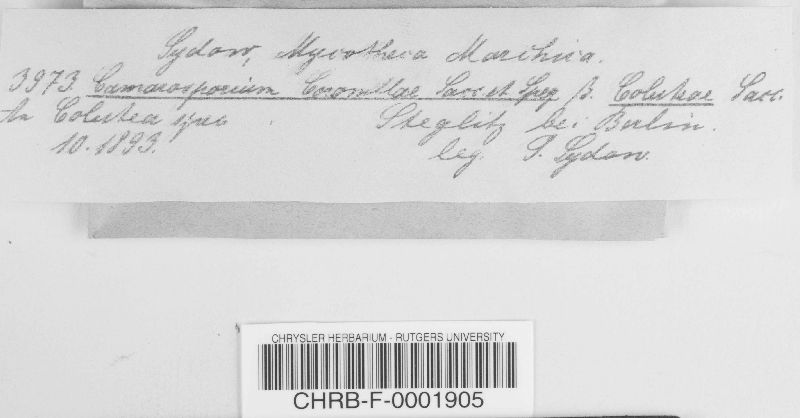 Sydow, Mycotheca Marchica.
3973. Camarosporium Coronillae Sacc et Speg β. Coluteae Sacc.
An Colutea spec. Steglitz bei Berlin.
10.1893. leg. P. Sydow.
CHRYSLER HERBARIUM - RUTGERS UNIVERSITY
CHRB-F-0001905